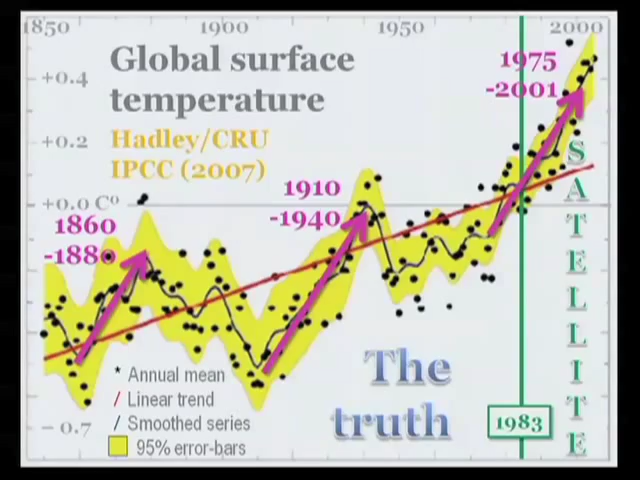 1850 1900 1950 2000
Global surface
temperature
Hadley/CRU
IPCC (2007)
1975
-2001
+0.4
+0.2
+0.0 Cº
1860
-1880
1910
-1940
SATELLITE
The
truth
* Annual mean
/ Linear trend
/ Smoothed series
95% error-bars
- 0.7
1983